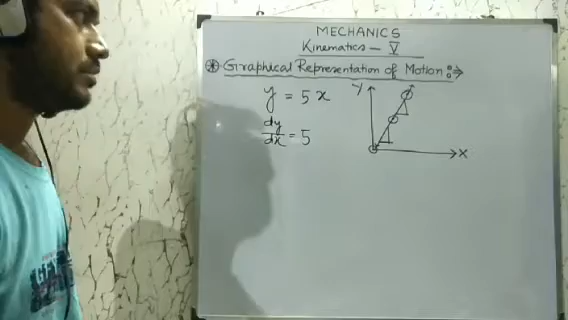 MECHANICS
Kinematics - V
Graphical Representation of Motion :→
y = 5x
dy/dx = 5
Y
X